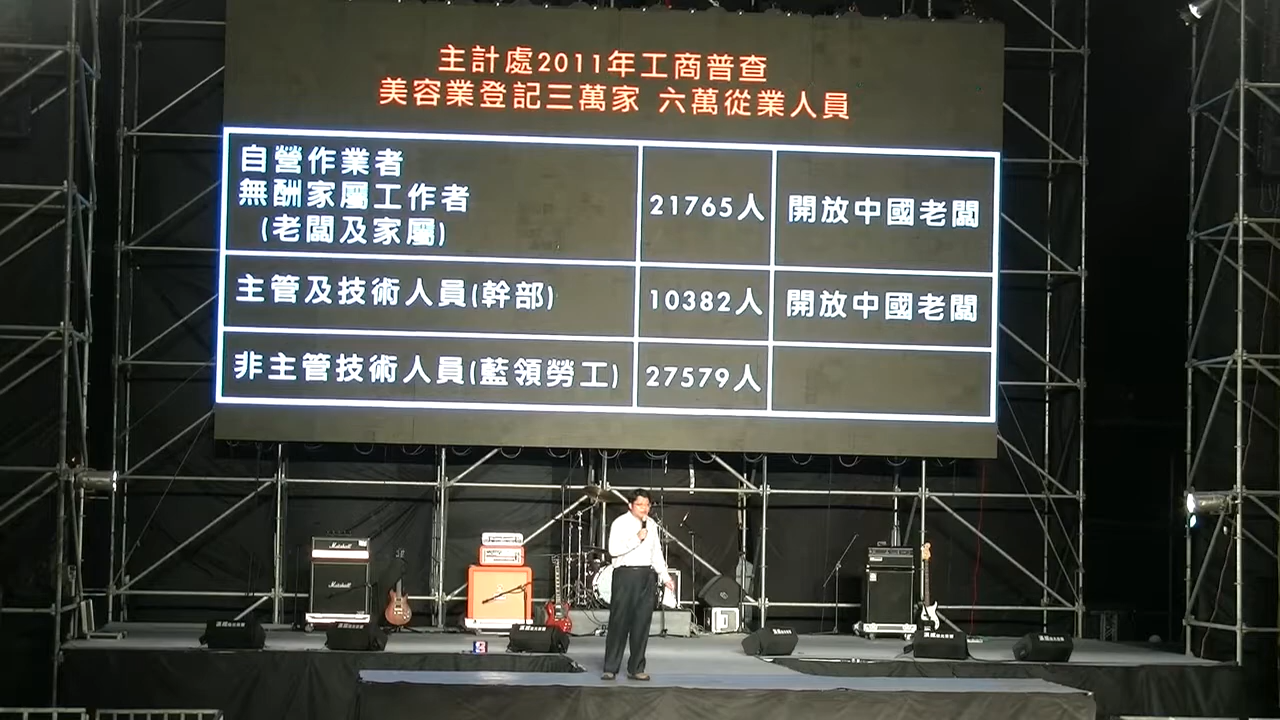 主計處2011年工商普查
美容業登記三萬家 六萬從業人員
自營作業者
無酬家屬工作者
(老闆及家屬)
21765人
開放中國老闆
主管及技術人員(幹部)
10382人
開放中國老闆
非主管技術人員(藍領勞工)
27579人
Marshall
Marshall